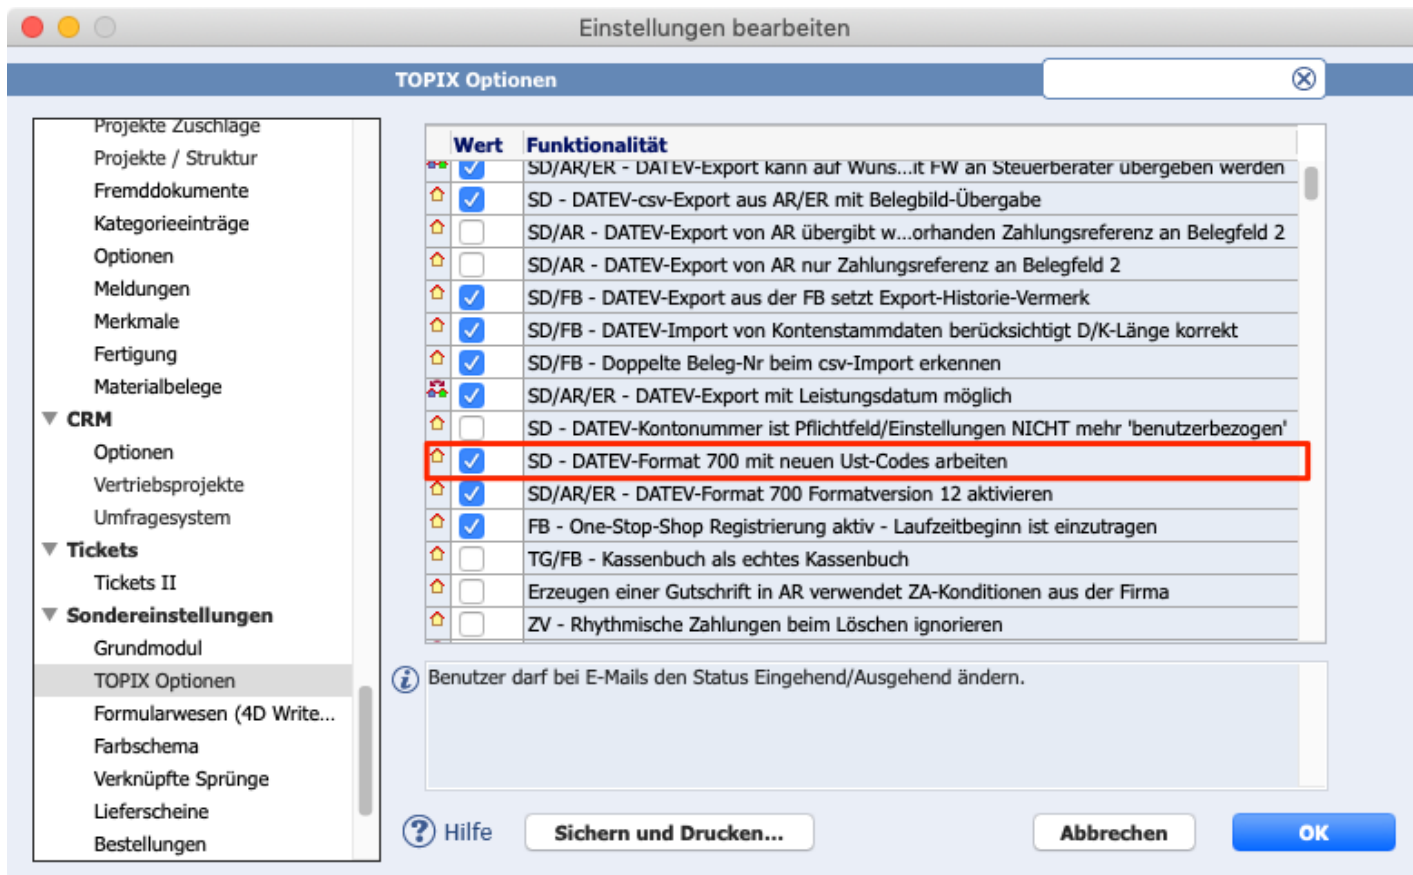 Einstellungen bearbeiten
TOPIX Optionen
Projekte Zuschläge
Projekte / Struktur
Fremddokumente
Kategorieeinträge
Optionen
Meldungen
Merkmale
Fertigung
Materialbelege
CRM
Optionen
Vertriebsprojekte
Umfragesystem
Tickets
Tickets II
Sondereinstellungen
Grundmodul
TOPIX Optionen
Formularwesen (4D Write...
Farbschema
Verknüpfte Sprünge
Lieferscheine
Bestellungen
Wert Funktionalität
SD/AR/ER - DATEV-Export kann auf Wuns...it FW an Steuerberater übergeben werden
SD - DATEV-csv-Export aus AR/ER mit Belegbild-Übergabe
SD/AR - DATEV-Export von AR übergibt w...orhanden Zahlungsreferenz an Belegfeld 2
SD/AR - DATEV-Export von AR nur Zahlungsreferenz an Belegfeld 2
SD/FB - DATEV-Export aus der FB setzt Export-Historie-Vermerk
SD/FB - DATEV-Import von Kontenstammdaten berücksichtigt D/K-Länge korrekt
SD/FB - Doppelte Beleg-Nr beim csv-Import erkennen
SD/AR/ER - DATEV-Export mit Leistungsdatum möglich
SD - DATEV-Kontonummer ist Pflichtfeld/Einstellungen NICHT mehr 'benutzerbezogen'
SD - DATEV-Format 700 mit neuen Ust-Codes arbeiten
SD/AR/ER - DATEV-Format 700 Formatversion 12 aktivieren
FB - One-Stop-Shop Registrierung aktiv - Laufzeitbeginn ist einzutragen
TG/FB - Kassenbuch als echtes Kassenbuch
Erzeugen einer Gutschrift in AR verwendet ZA-Konditionen aus der Firma
ZV - Rhythmische Zahlungen beim Löschen ignorieren
Benutzer darf bei E-Mails den Status Eingehend/Ausgehend ändern.
Hilfe
Sichern und Drucken...
Abbrechen
OK